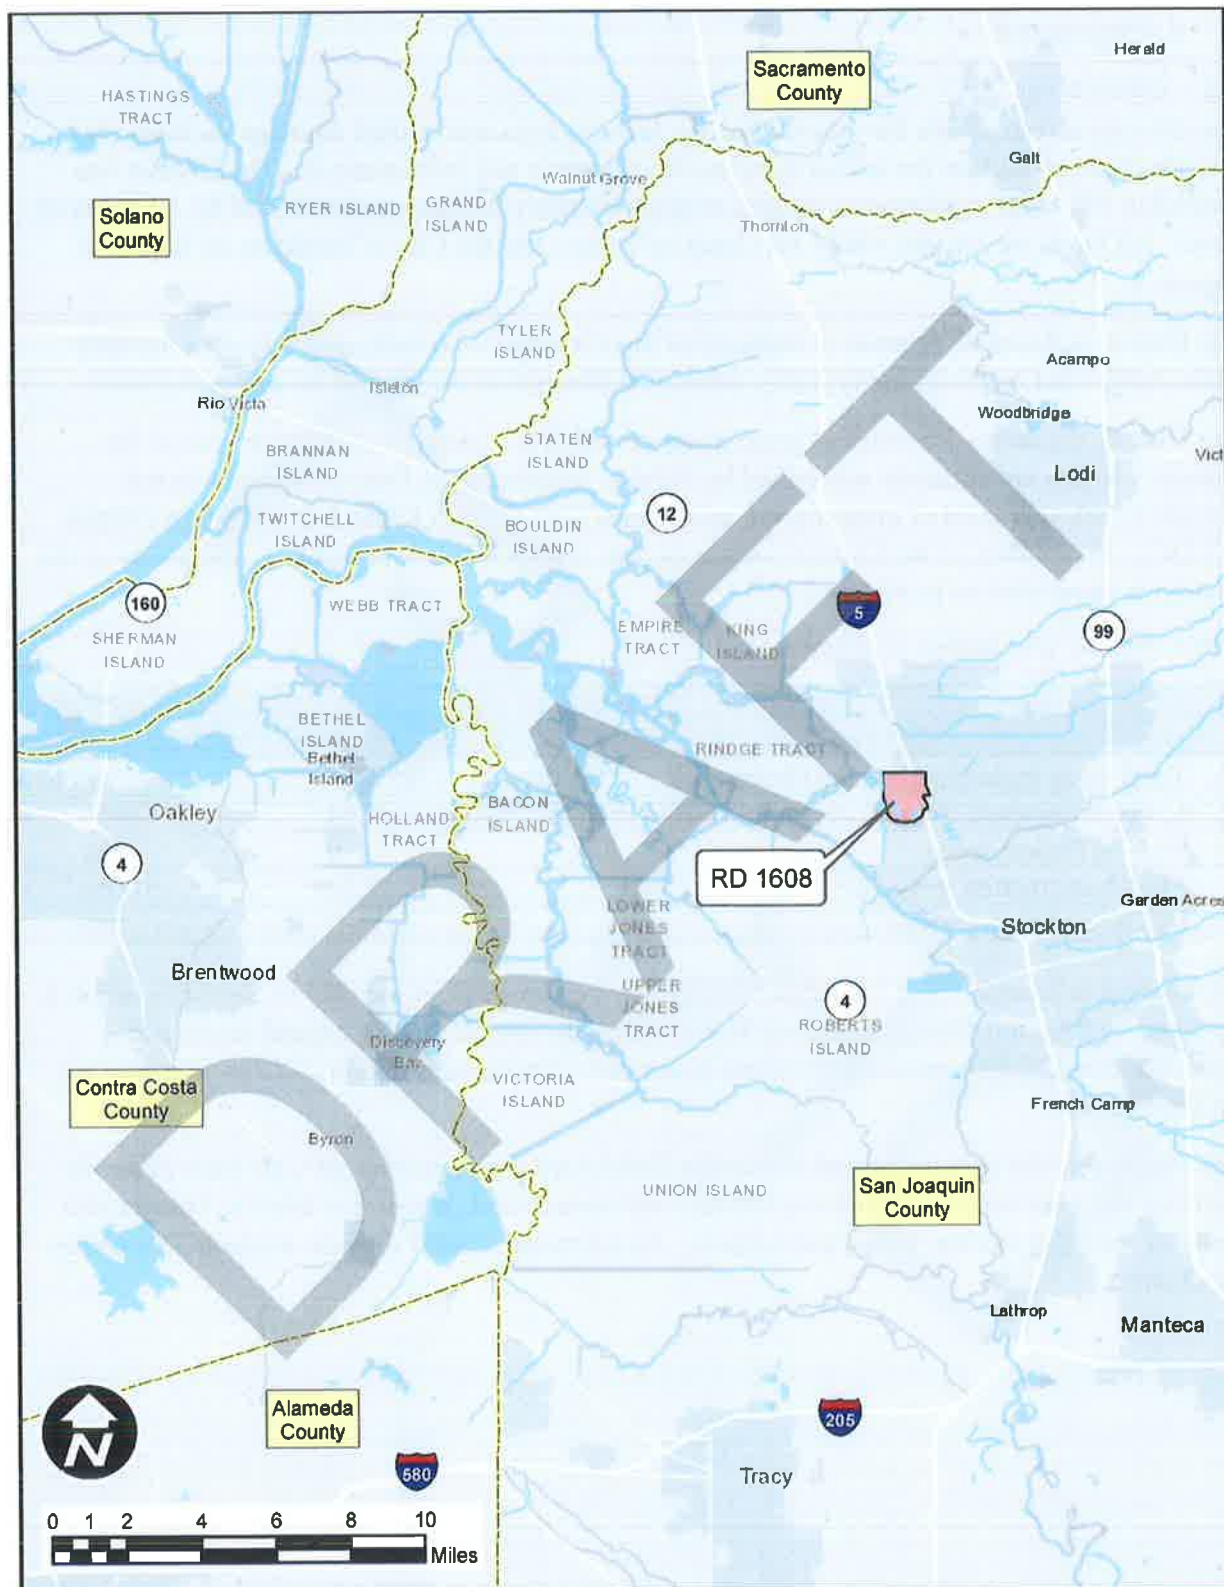 Herald
Sacramento
County
HASTINGS
TRACT
Galt
Walnut Grove
RYER ISLAND
GRAND
ISLAND
Solano
County
Thornton
TYLER
ISLAND
Acampo
Isleton
Rio Vista
Woodbridge
STATEN
ISLAND
BRANNAN
ISLAND
Vict
Lodi
12
TWITCHELL
ISLAND
BOULDIN
ISLAND
160
WEBB TRACT
5
SHERMAN
ISLAND
EMPIRE
TRACT
KING
ISLAND
99
BETHEL
ISLAND
Bethel
Island
RINDGE TRACT
Oakley
HOLLAND
TRACT
BACON
ISLAND
4
RD 1608
LOWER
JONES
TRACT
Garden Acres
Stockton
Brentwood
UPPER
JONES
TRACT
4
ROBERTS
ISLAND
Discovery
Bay
Contra Costa
County
VICTORIA
ISLAND
French Camp
Byron
UNION ISLAND
San Joaquin
County
Lathrop
Manteca
Alameda
County
205
N
580
Tracy
0 1 2 4 6 8 10
Miles
DRAFT